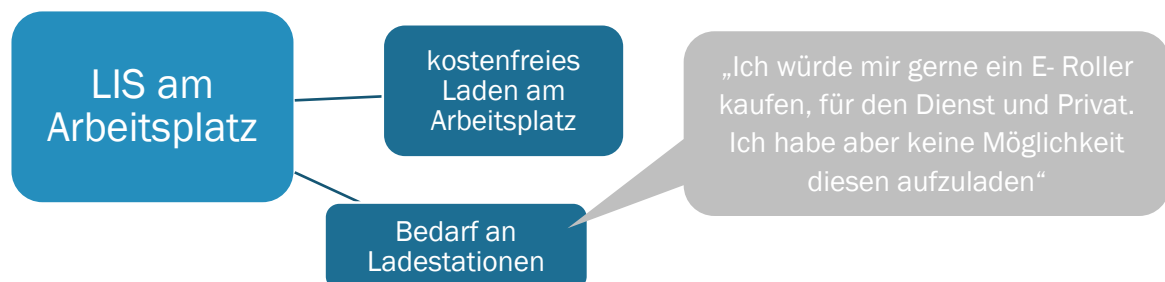 LIS am
Arbeitsplatz
kostenfreies
Laden am
Arbeitsplatz
Bedarf an
Ladestationen
„Ich würde mir gerne ein E- Roller
kaufen, für den Dienst und Privat.
Ich habe aber keine Möglichkeit
diesen aufzuladen“